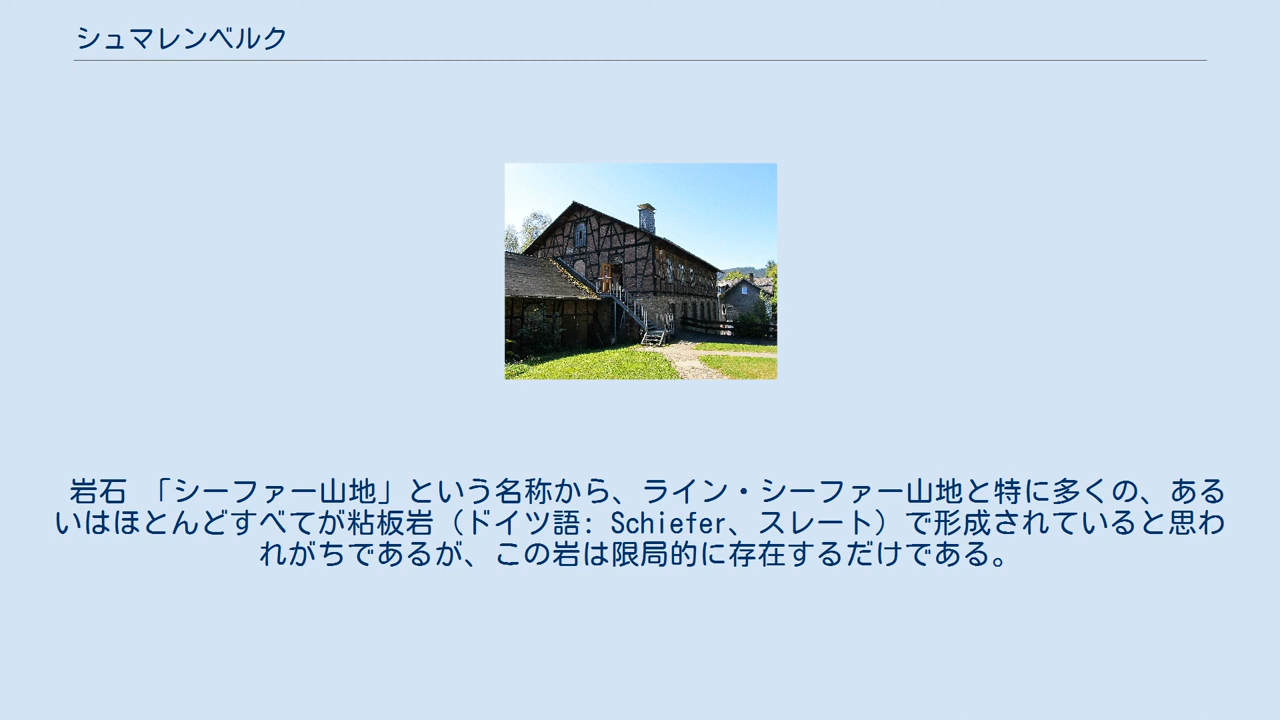 シュマレンベルク
岩石 「シーファー山地」という名称から、ライン・シーファー山地と特に多くの、ある
いはほとんどすべてが粘板岩（ドイツ語: Schiefer、スレート）で形成されていると思わ
れがちであるが、この岩は限局的に存在するだけである。